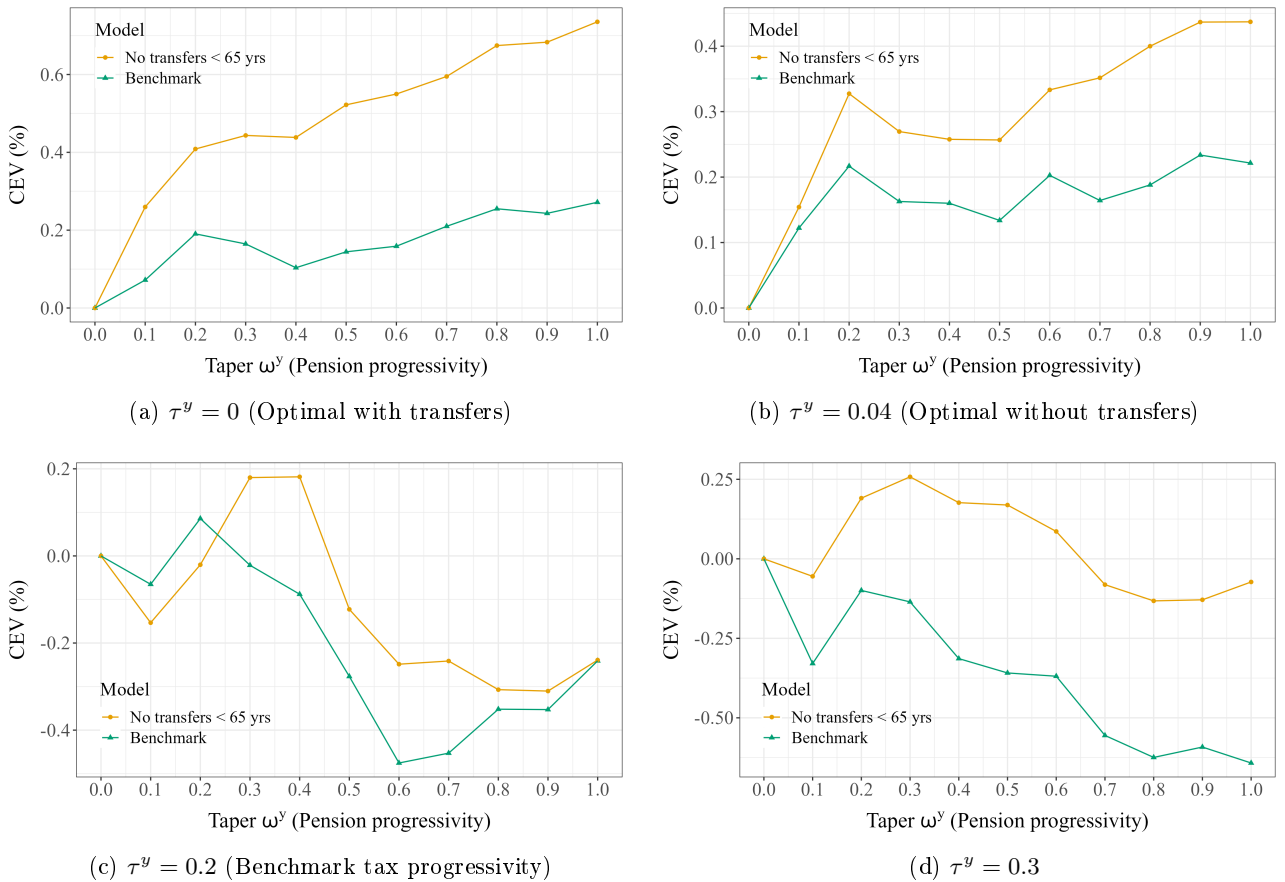 CEV (%)
0.6
0.4
0.2
0.0
Model
No transfers < 65 yrs
Benchmark
0.0 0.1 0.2 0.3 0.4 0.5 0.6 0.7 0.8 0.9 1.0
Taper ω^y (Pension progressivity)
(a) τ^y = 0 (Optimal with transfers)
CEV (%)
0.4
0.3
0.2
0.1
0.0
Model
No transfers < 65 yrs
Benchmark
0.0 0.1 0.2 0.3 0.4 0.5 0.6 0.7 0.8 0.9 1.0
Taper ω^y (Pension progressivity)
(b) τ^y = 0.04 (Optimal without transfers)
CEV (%)
0.2
0.0
-0.2
-0.4
Model
No transfers < 65 yrs
Benchmark
0.0 0.1 0.2 0.3 0.4 0.5 0.6 0.7 0.8 0.9 1.0
Taper ω^y (Pension progressivity)
(c) τ^y = 0.2 (Benchmark tax progressivity)
CEV (%)
0.25
0.00
-0.25
-0.50
Model
No transfers < 65 yrs
Benchmark
0.0 0.1 0.2 0.3 0.4 0.5 0.6 0.7 0.8 0.9 1.0
Taper ω^y (Pension progressivity)
(d) τ^y = 0.3